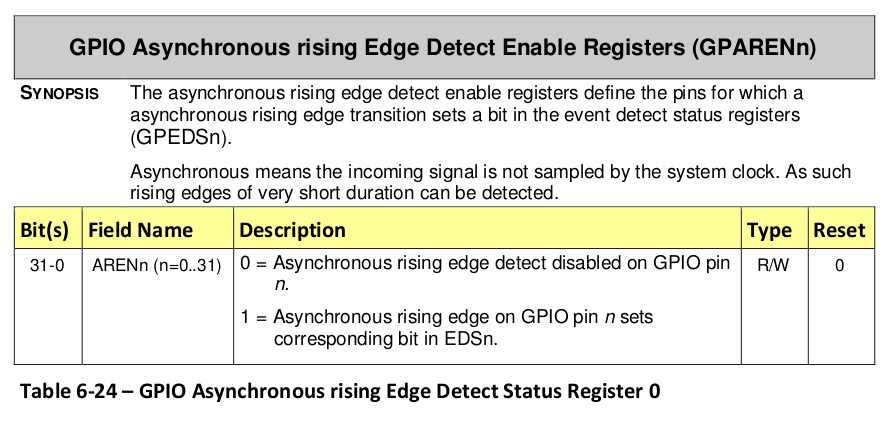 GPIO Asynchronous rising Edge Detect Enable Registers (GPARENn)
SYNOPSIS The asynchronous rising edge detect enable registers define the pins for which a
asynchronous rising edge transition sets a bit in the event detect status registers
(GPEDSn).
Asynchronous means the incoming signal is not sampled by the system clock. As such
rising edges of very short duration can be detected.
Bit(s) Field Name Description Type Reset
31-0 ARENn (n=0..31) 0 = Asynchronous rising edge detect disabled on GPIO pin R/W 0
n.
1 = Asynchronous rising edge on GPIO pin n sets
corresponding bit in EDSn.
Table 6-24 – GPIO Asynchronous rising Edge Detect Status Register 0